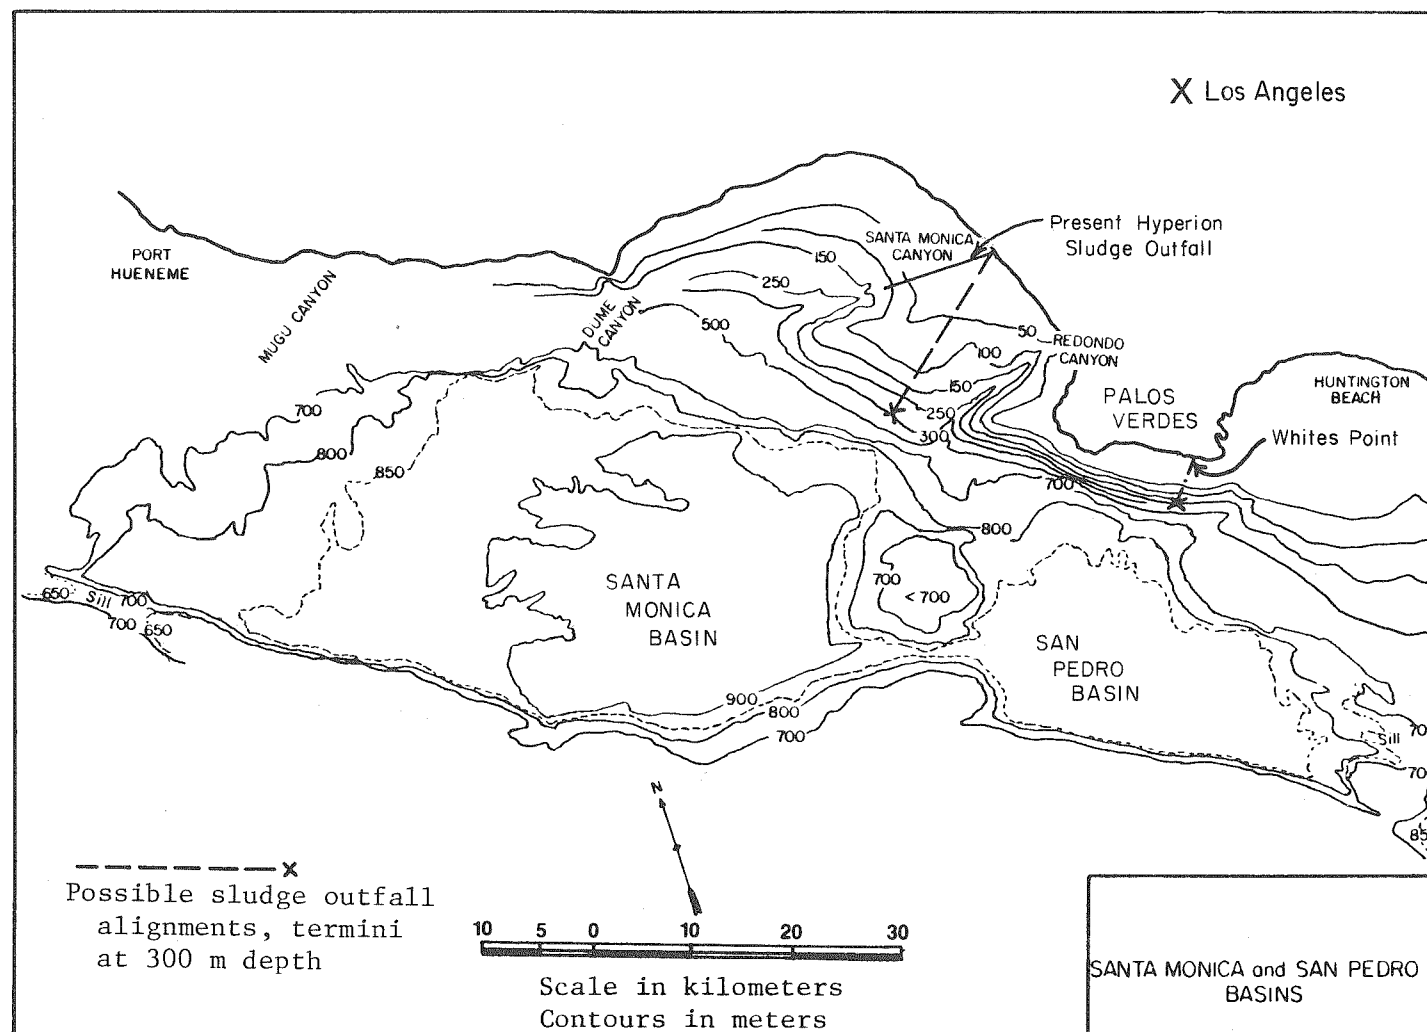 X Los Angeles
Present Hyperion
Sludge Outfall
SANTA MONICA
CANYON
PORT
HUENEME
MUGU CANYON
DUME
CANYON
150
250
500
50
REDONDO
CANYON
100
150
250
300
PALOS
VERDES
HUNTINGTON
BEACH
Whites Point
700
800
850
700
800
700
< 700
SANTA
MONICA
BASIN
SAN
PEDRO
BASIN
650
Sill
700
700
650
900
800
700
Sill
70
70
85
N
Possible sludge outfall
alignments, termini
at 300 m depth
10 5 0 10 20 30
Scale in kilometers
Contours in meters
SANTA MONICA and SAN PEDRO
BASINS